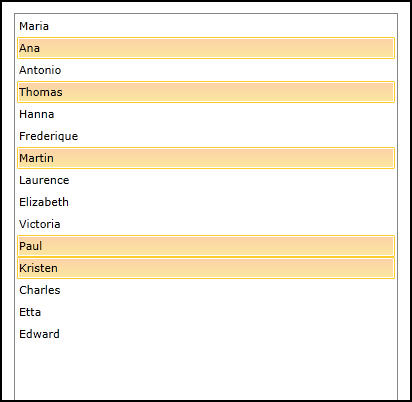 Maria
Ana
Antonio
Thomas
Hanna
Frederique
Martin
Laurence
Elizabeth
Victoria
Paul
Kristen
Charles
Etta
Edward